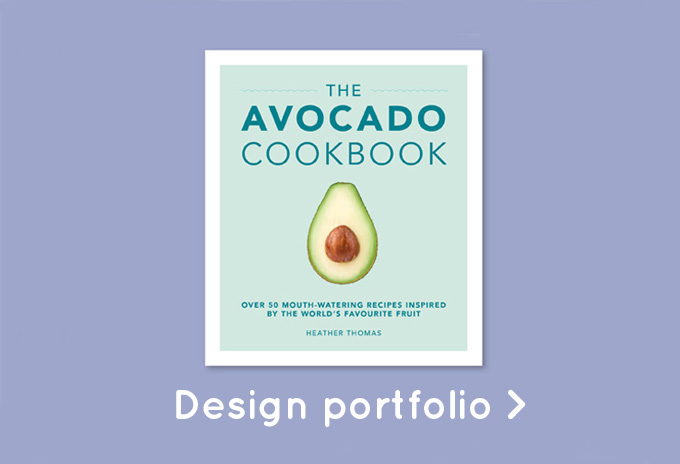 THE
AVOCADO
COOKBOOK
OVER 50 MOUTH-WATERING RECIPES INSPIRED
BY THE WORLD'S FAVOURITE FRUIT
HEATHER THOMAS
Design portfolio >